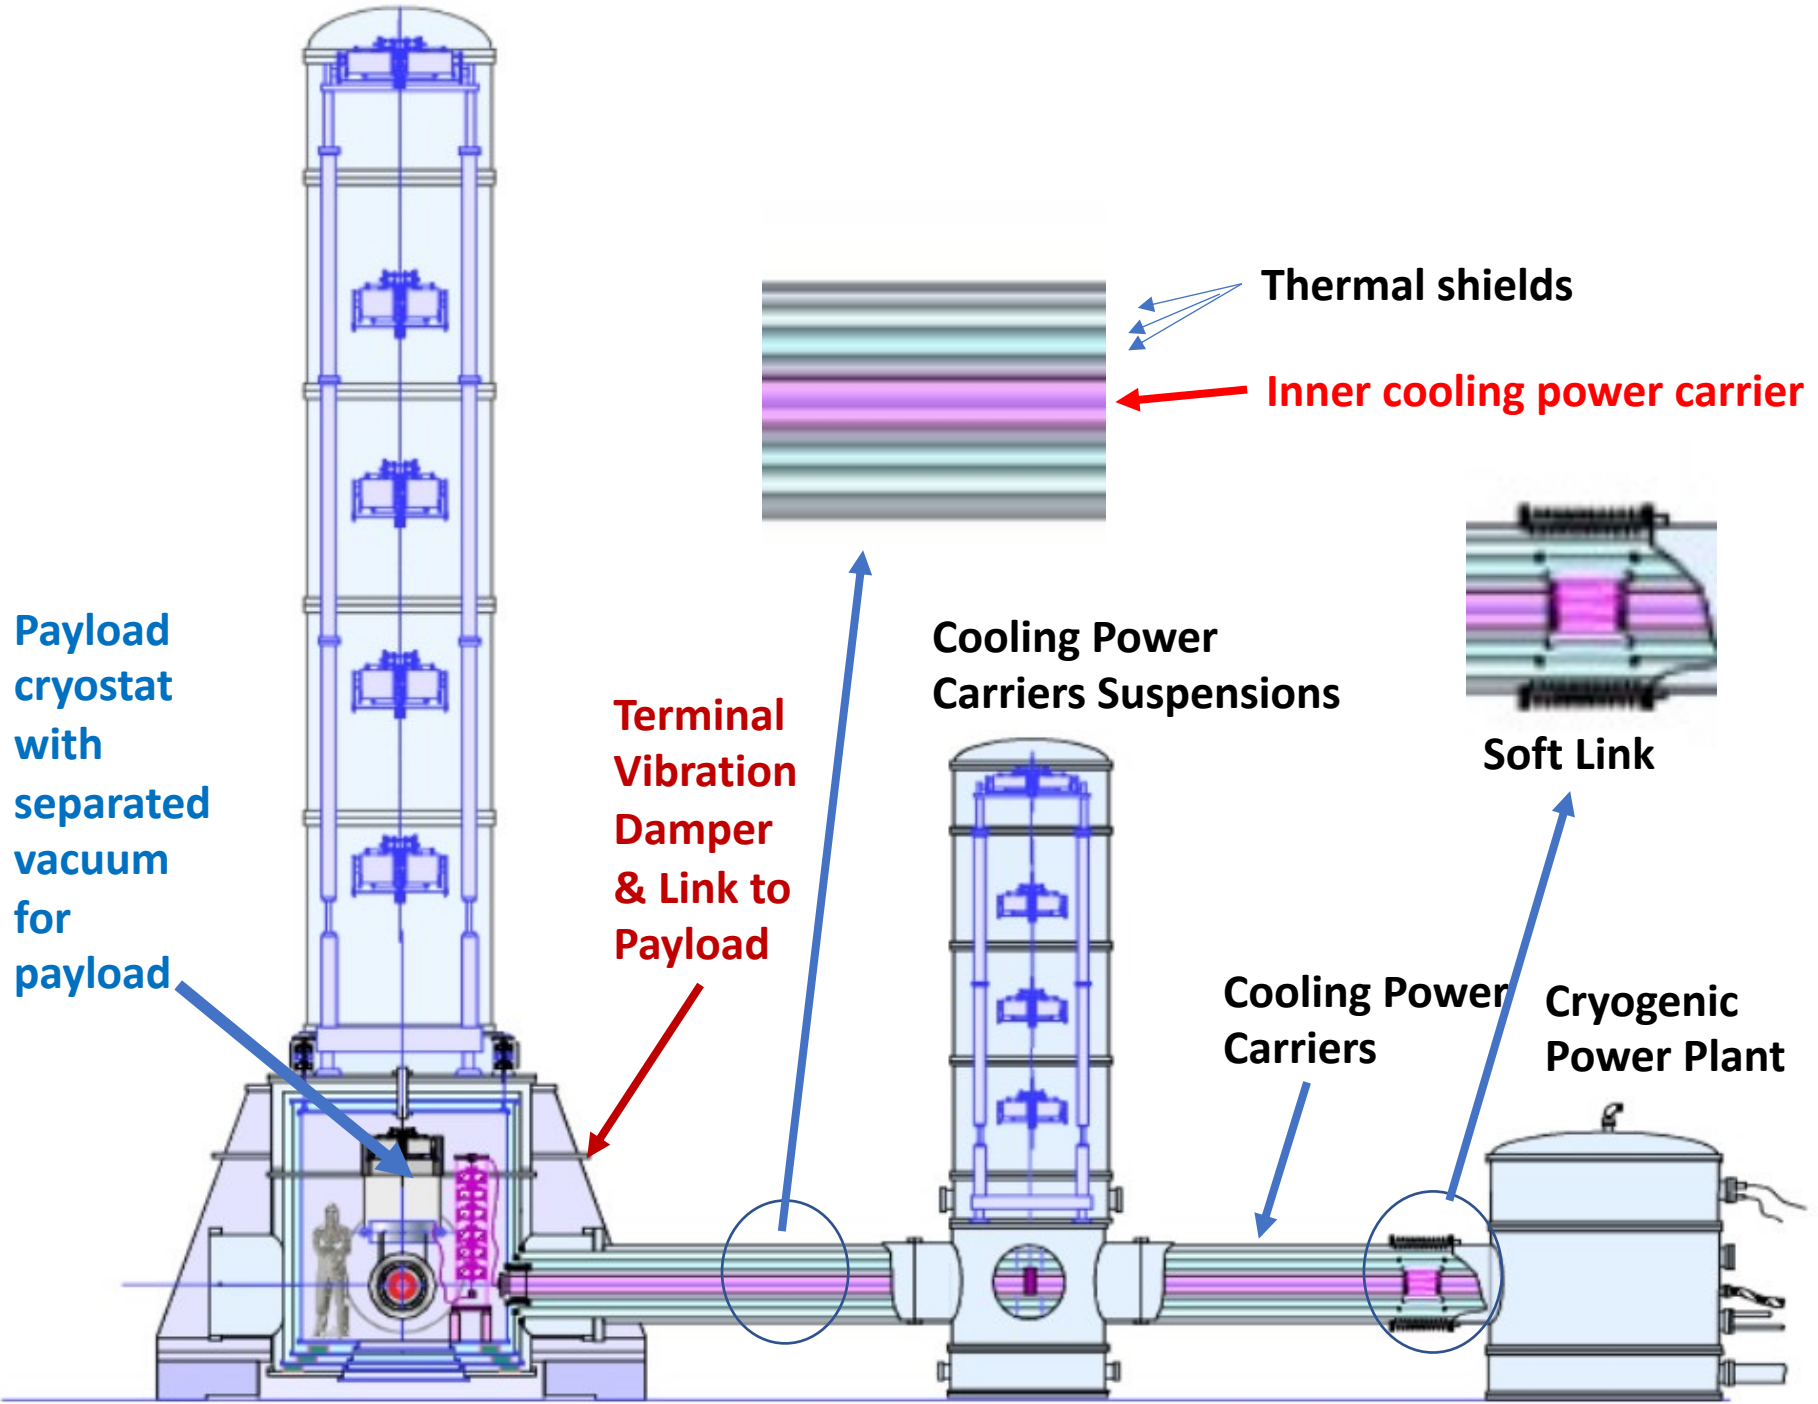 Thermal shields
Inner cooling power carrier
Payload
cryostat
with
separated
vacuum
for
payload
Terminal
Vibration
Damper
& Link to
Payload
Cooling Power
Carriers Suspensions
Soft Link
Cooling Power
Carriers
Cryogenic
Power Plant